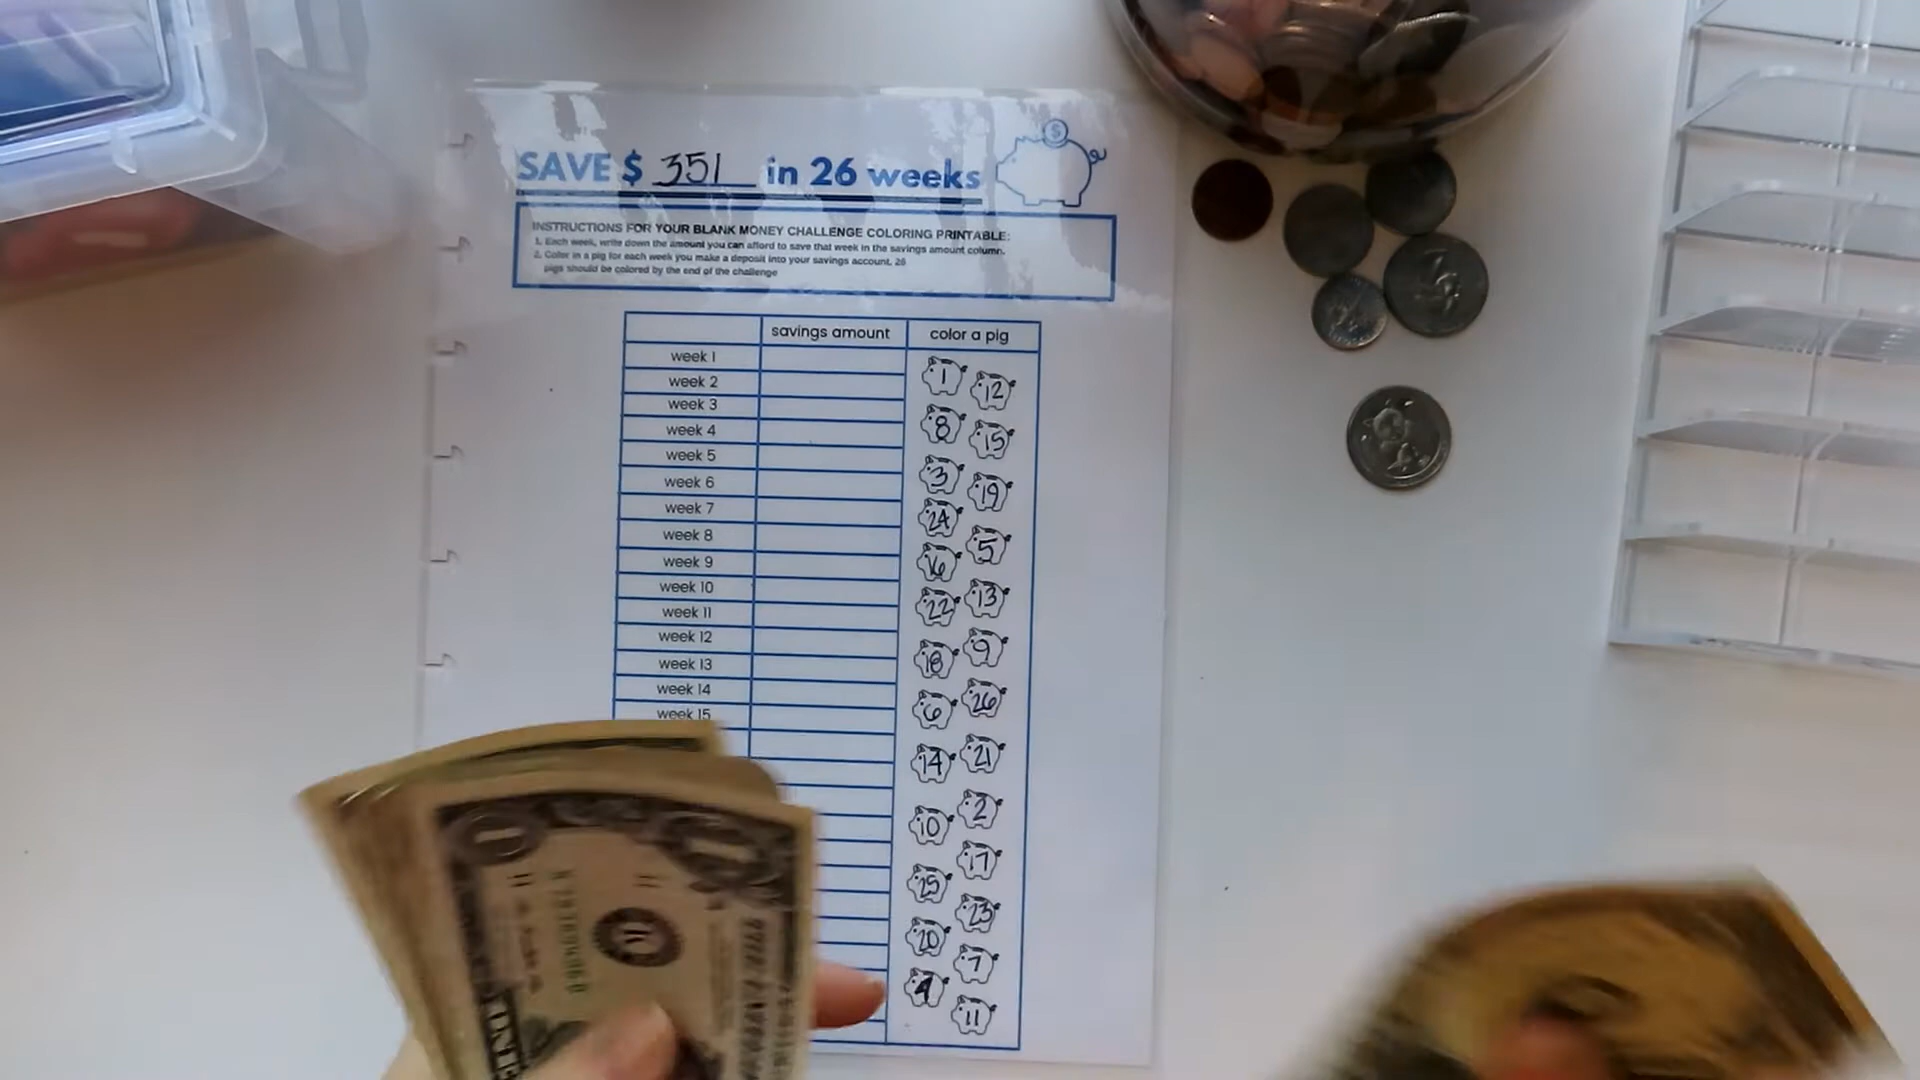 SAVE $ 351 in 26 weeks
INSTRUCTIONS FOR YOUR BLANK MONEY CHALLENGE COLORING PRINTABLE:
1. Each week, write down the amount you can afford to save that week in the savings amount column.
2. Color in a pig for each week you make a deposit into your savings account. 26
pigs should be colored by the end of the challenge
savings amount color a pig
week 1
1 12
week 2
week 3
8
week 4
15
week 5
3
week 6
19
week 7
24
week 8
5
week 9
16
week 10
13
week 11
22
week 12
9
week 13
18
week 14
6 26
week 15
14 21
10 2
17
25
23
20
7
4
11